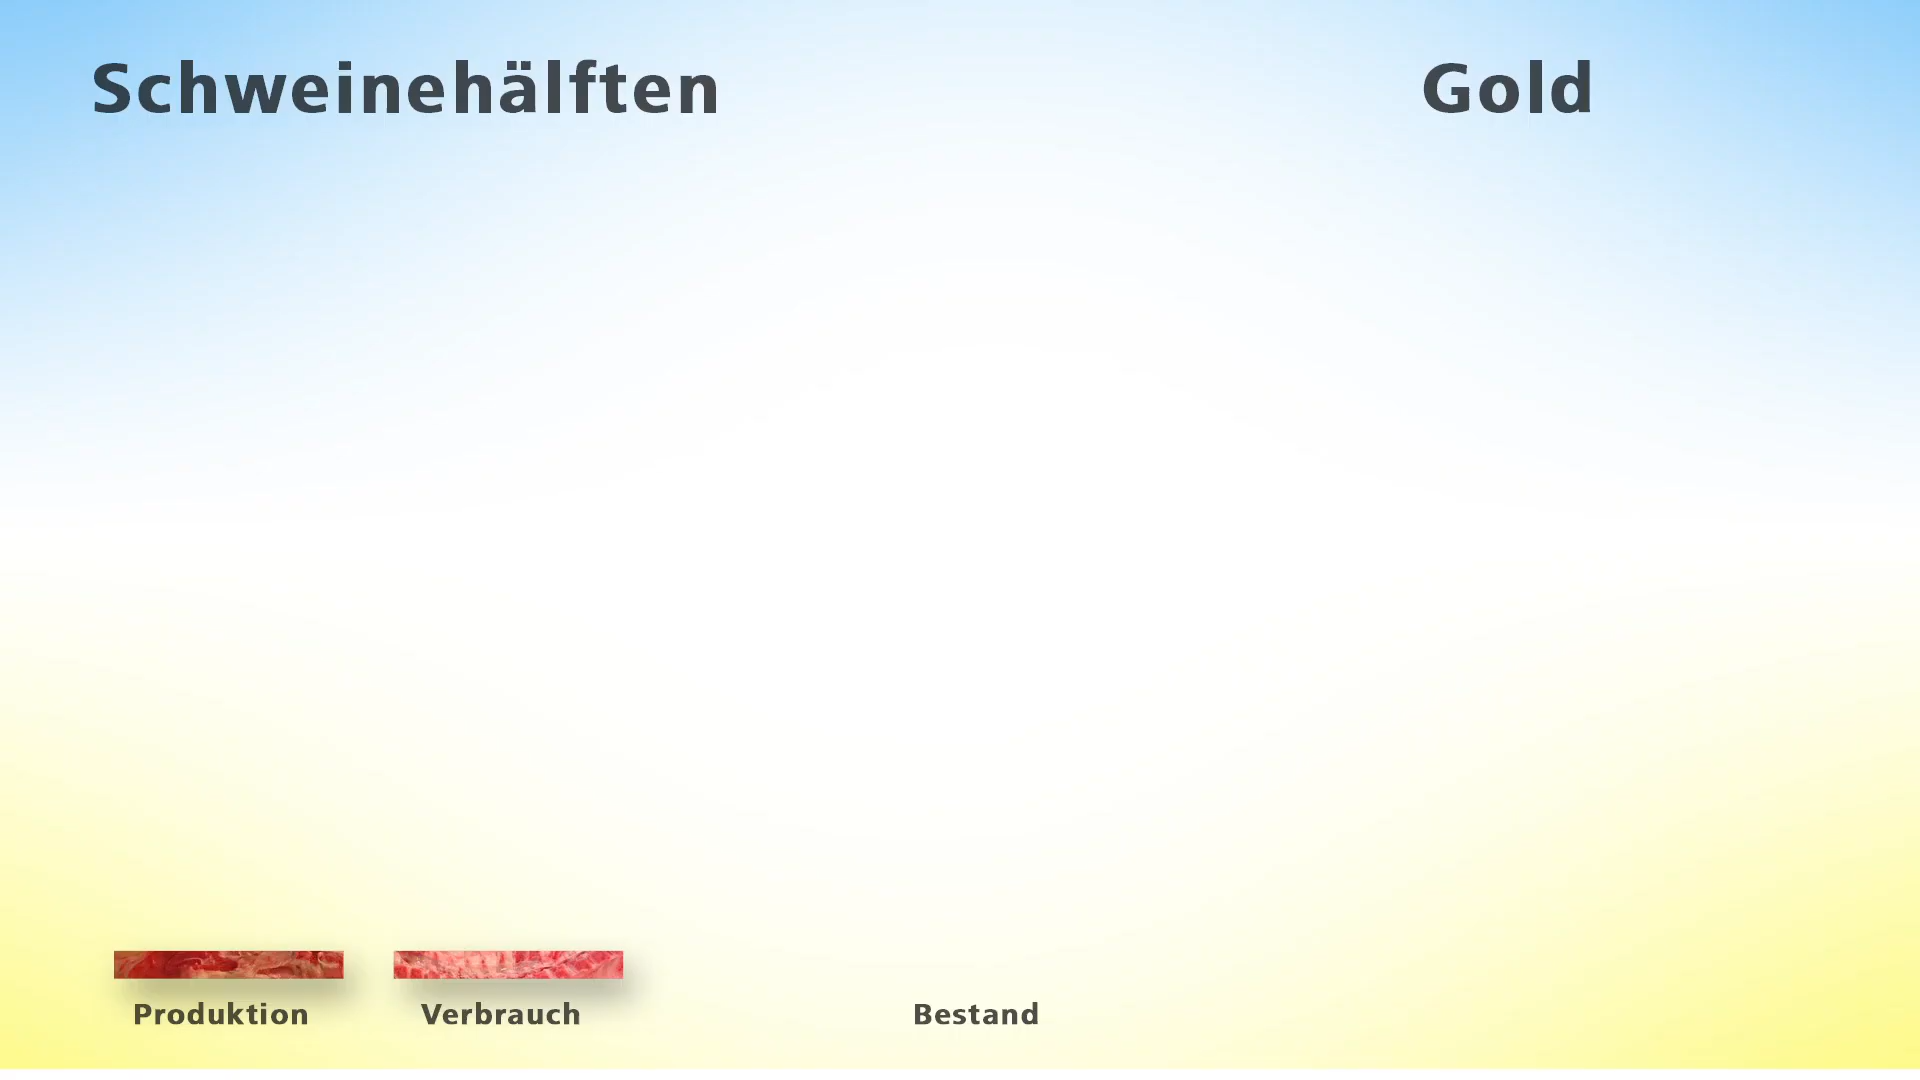 Schweinehälften
Gold
Produktion
Verbrauch
Bestand